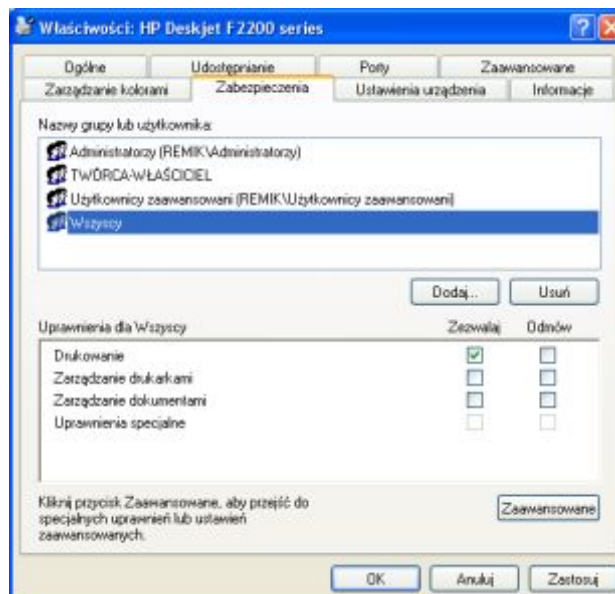 Właściwości: HP Deskjet F2200 series
Ogólne Udostępnianie Porty Zaawansowane
Zarządzanie kolorami Zabezpieczenia Ustawienia urządzenia Informacje
Nazwy grupy lub użytkownika:
Administratorzy (REMIK\Administratorzy)
TWÓRCA-WŁAŚCICIEL
Użytkownicy zaawansowani (REMIK\Użytkownicy zaawansowani)
Wszyscy
Dodaj... Usuń
Uprawnienia dla Wszyscy Zezwalaj Odmów
Drukowanie
Zarządzanie drukarkami
Zarządzanie dokumentami
Uprawnienia specjalne
Kliknij przycisk Zaawansowane, aby przejść do
specjalnych uprawnień lub ustawień
zaawansowanych.
Zaawansowane
OK Anuluj Zastosuj